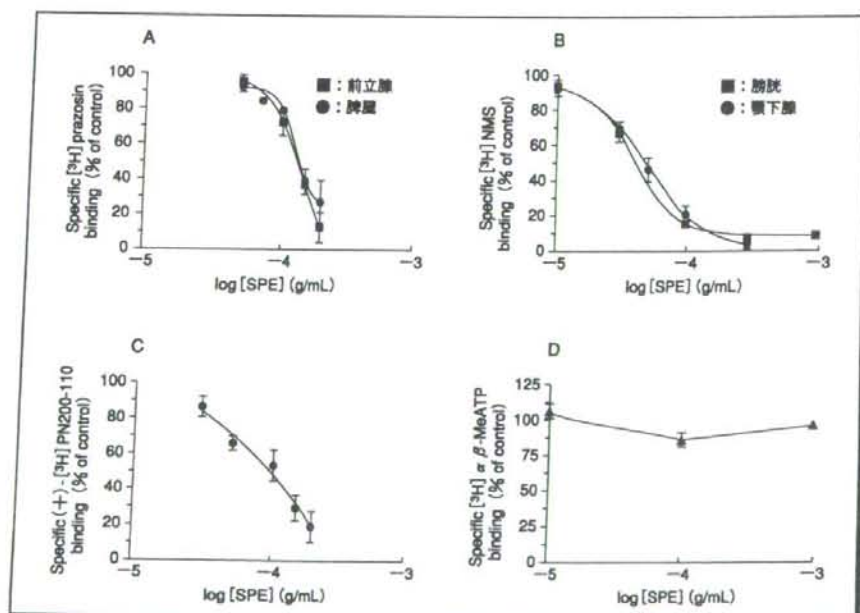 A
Specific [³H] prazosin
binding (% of control)
100
80
60
40
20
0
-5
-4
-3
log [SPE] (g/mL)
■：前立腺
●：脾臓
B
Specific [³H] NMS
binding (% of control)
100
80
60
40
20
0
-5
-4
-3
log [SPE] (g/mL)
■：膀胱
●：顎下腺
C
Specific (+)-[³H] PN200-110
binding (% of control)
100
80
60
40
20
0
-5
-4
-3
log [SPE] (g/mL)
D
Specific [³H] α β-MeATP
binding (% of control)
125
100
75
50
25
0
-5
-4
-3
log [SPE] (g/mL)